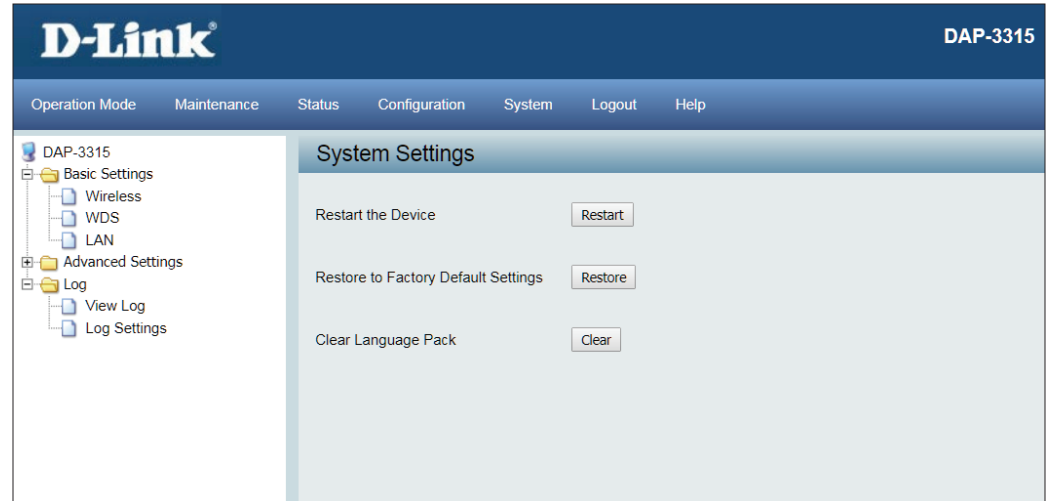 D-Link®
DAP-3315
Operation Mode Maintenance Status Configuration System Logout Help
DAP-3315
Basic Settings
Wireless
WDS
LAN
Advanced Settings
Log
View Log
Log Settings
System Settings
Restart the Device Restart
Restore to Factory Default Settings Restore
Clear Language Pack Clear